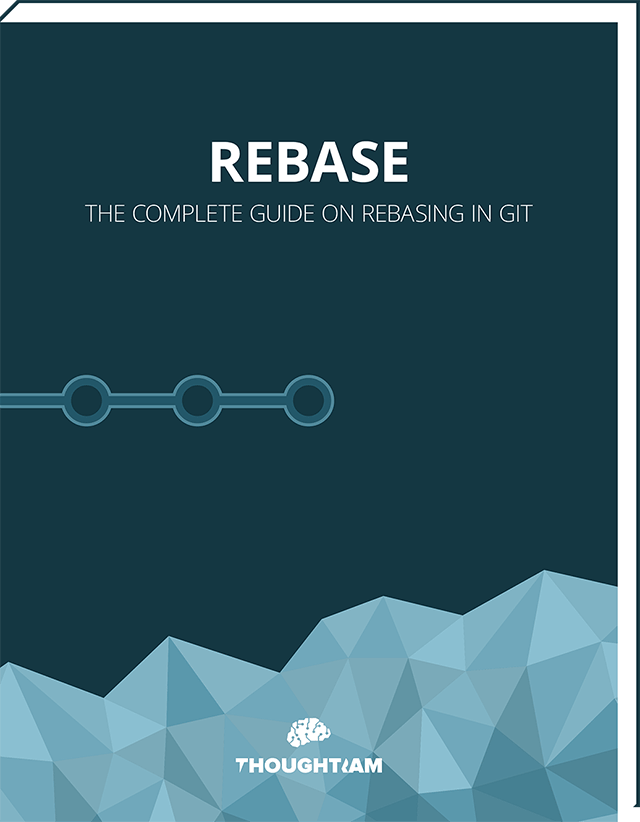 REBASE
THE COMPLETE GUIDE ON REBASING IN GIT
THOUGHTRAM